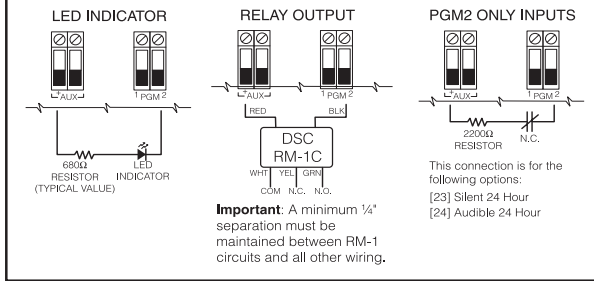 LED INDICATOR
+AUX-
1 PGM 2
680Ω
RESISTOR
(TYPICAL VALUE)
LED
INDICATOR
RELAY OUTPUT
+AUX-
1 PGM 2
RED
BLK
DSC
RM-1C
WHT YEL GRN
COM N.C. N.O.
Important: A minimum ¼"
separation must be
maintained between RM-1
circuits and all other wiring.
PGM2 ONLY INPUTS
+AUX-
1 PGM 2
2200Ω
RESISTOR
N.C.
This connection is for the
following options:
[23] Silent 24 Hour
[24] Audible 24 Hour